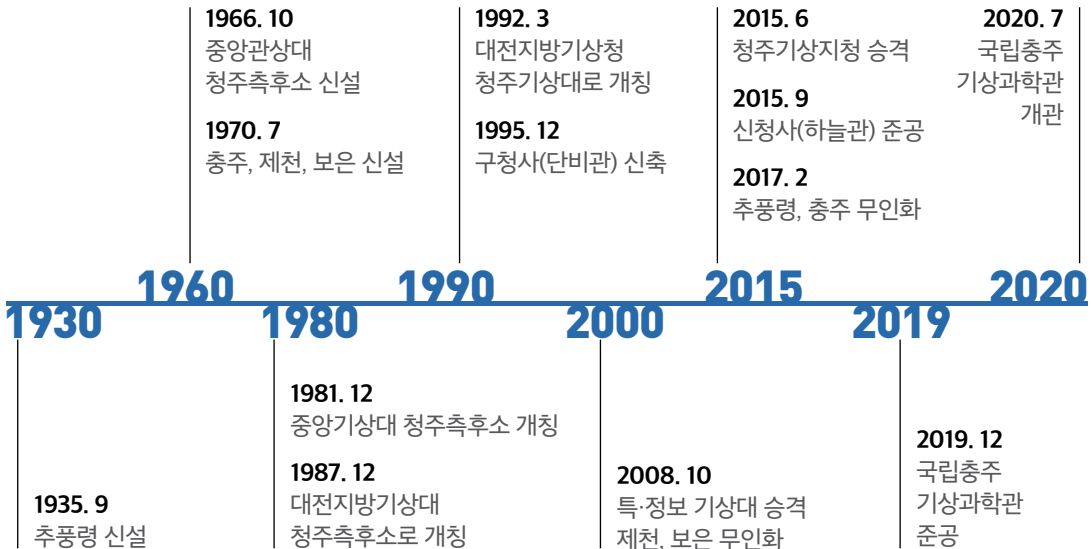 1966. 10
중앙관상대
청주측후소 신설
1970. 7
충주, 제천, 보은 신설
1992. 3
대전지방기상청
청주기상대로 개칭
1995. 12
구청사(단비관) 신축
2015. 6
청주기상지청 승격
2015. 9
신청사(하늘관) 준공
2017. 2
추풍령, 충주 무인화
2020. 7
국립충주
기상과학관
개관
1960
1990
2015
2020
1930
1980
2000
2019
1935. 9
추풍령 신설
1981. 12
중앙기상대 청주측후소 개칭
1987. 12
대전지방기상대
청주측후소로 개칭
2008. 10
특·정보 기상대 승격
제천, 보은 무인화
2019. 12
국립충주
기상과학관
준공